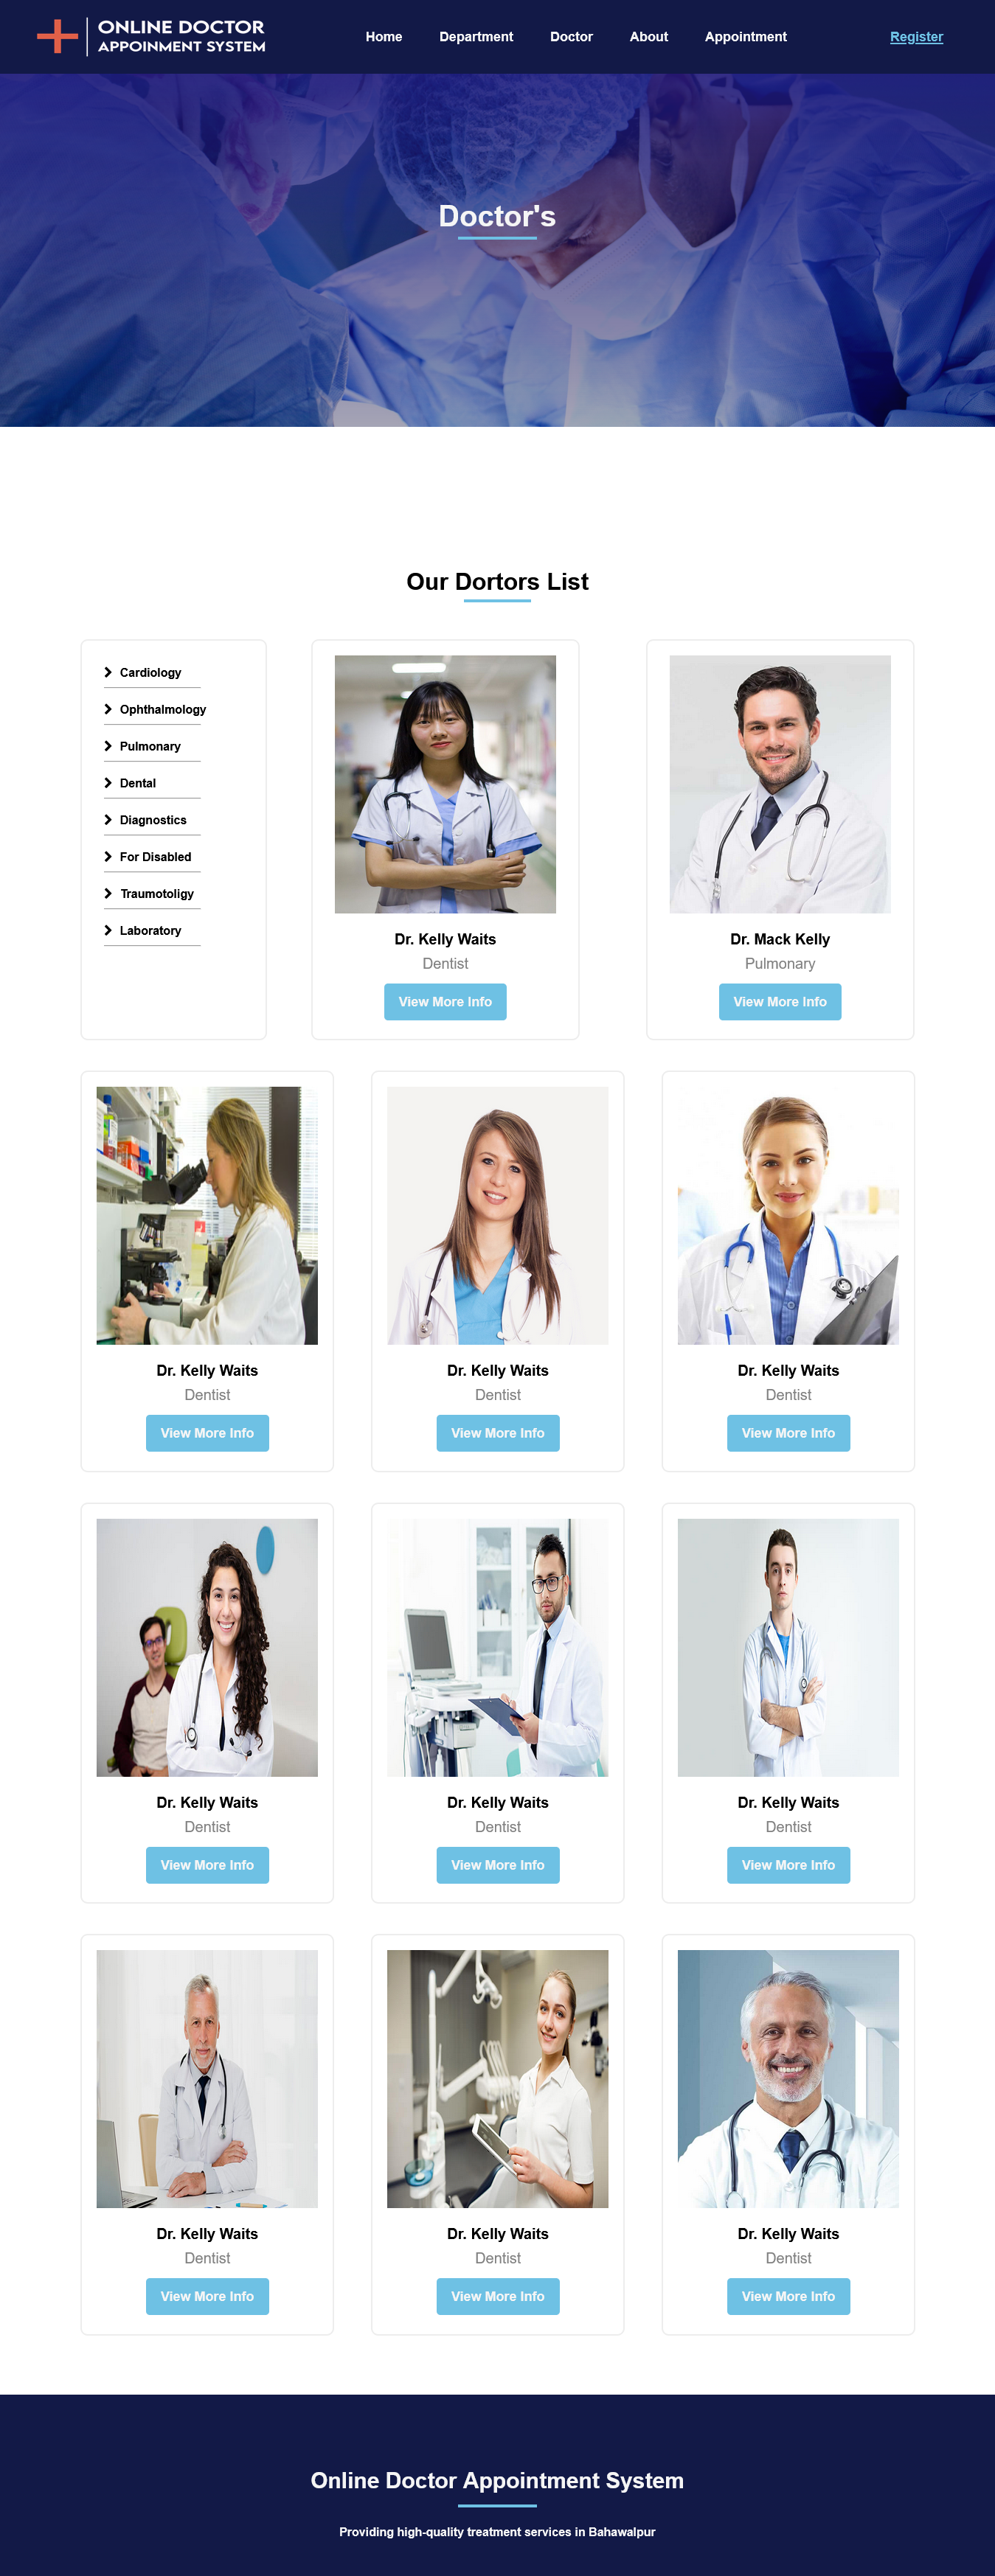 ONLINE DOCTOR
APPOINMENT SYSTEM
Home Department Doctor About Appointment Register
Doctor's
Our Dortors List
Cardiology
Ophthalmology
Pulmonary
Dental
Diagnostics
For Disabled
Traumotoligy
Laboratory
Dr. Kelly Waits
Dentist
View More Info
Dr. Mack Kelly
Pulmonary
View More Info
Dr. Kelly Waits
Dentist
View More Info
Dr. Kelly Waits
Dentist
View More Info
Dr. Kelly Waits
Dentist
View More Info
Dr. Kelly Waits
Dentist
View More Info
Dr. Kelly Waits
Dentist
View More Info
Dr. Kelly Waits
Dentist
View More Info
Dr. Kelly Waits
Dentist
View More Info
Dr. Kelly Waits
Dentist
View More Info
Dr. Kelly Waits
Dentist
View More Info
Online Doctor Appointment System
Providing high-quality treatment services in Bahawalpur